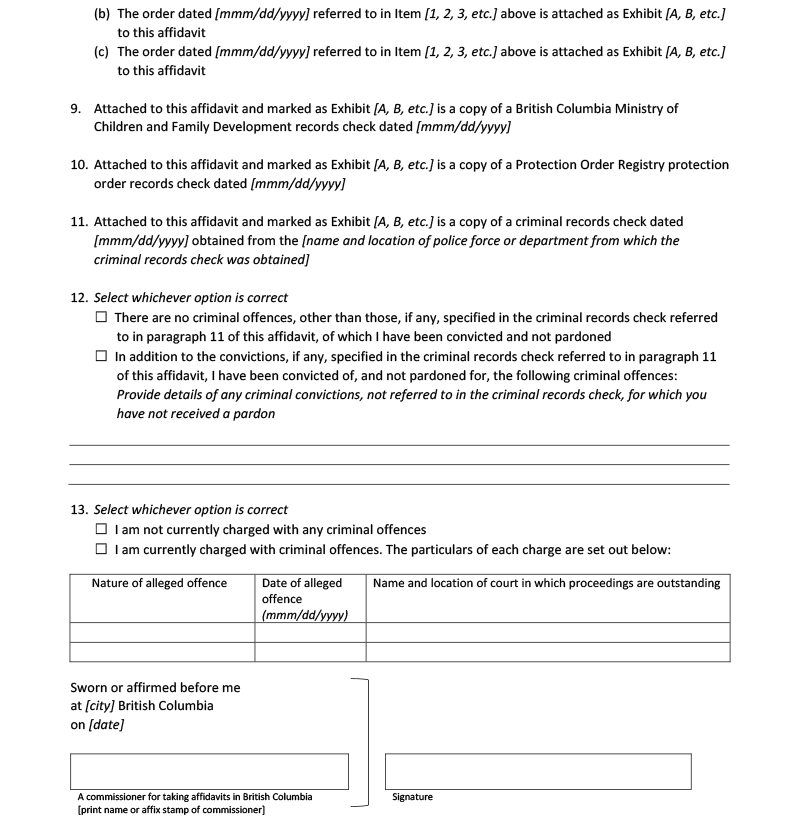 (b) The order dated [mmm/dd/yyyy] referred to in Item [1, 2, 3, etc.] above is attached as Exhibit [A, B, etc.]
to this affidavit
(c) The order dated [mmm/dd/yyyy] referred to in Item [1, 2, 3, etc.] above is attached as Exhibit [A, B, etc.]
to this affidavit
9. Attached to this affidavit and marked as Exhibit [A, B, etc.] is a copy of a British Columbia Ministry of
Children and Family Development records check dated [mmm/dd/yyyy]
10. Attached to this affidavit and marked as Exhibit [A, B, etc.] is a copy of a Protection Order Registry protection
order records check dated [mmm/dd/yyyy]
11. Attached to this affidavit and marked as Exhibit [A, B, etc.] is a copy of a criminal records check dated
[mmm/dd/yyyy] obtained from the [name and location of police force or department from which the
criminal records check was obtained]
12. Select whichever option is correct
☐ There are no criminal offences, other than those, if any, specified in the criminal records check referred
to in paragraph 11 of this affidavit, of which I have been convicted and not pardoned
☐ In addition to the convictions, if any, specified in the criminal records check referred to in paragraph 11
of this affidavit, I have been convicted of, and not pardoned for, the following criminal offences:
Provide details of any criminal convictions, not referred to in the criminal records check, for which you
have not received a pardon
13. Select whichever option is correct
☐ I am not currently charged with any criminal offences
☐ I am currently charged with criminal offences. The particulars of each charge are set out below:
Nature of alleged offence
Date of alleged
offence
(mmm/dd/yyyy)
Name and location of court in which proceedings are outstanding
Sworn or affirmed before me
at [city] British Columbia
on [date]
A commissioner for taking affidavits in British Columbia
[print name or affix stamp of commissioner]
Signature